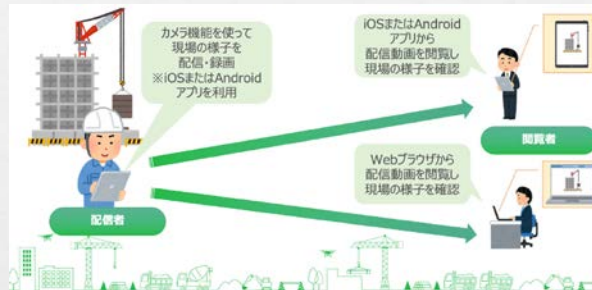 カメラ機能を使って
現場の様子を
配信・録画
※iOSまたはAndroid
アプリを利用
配信者
iOSまたはAndroid
アプリから
配信動画を閲覧し
現場の様子を確認
閲覧者
Webブラウザから
配信動画を閲覧し
現場の様子を確認